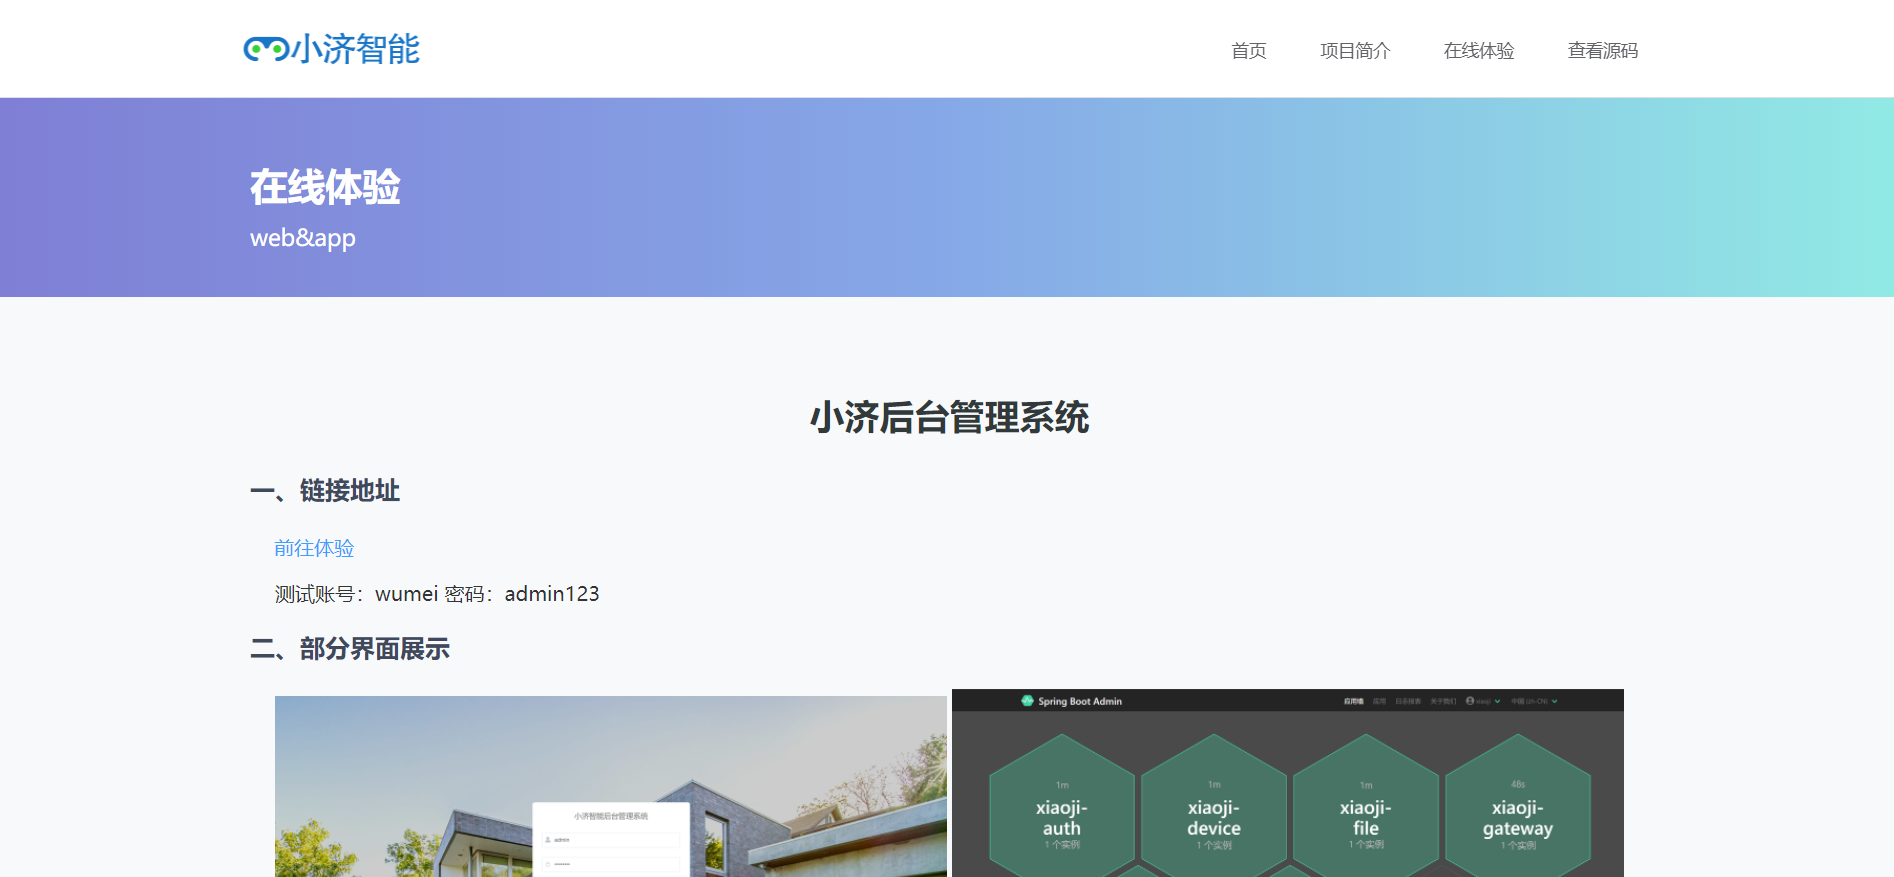 小济智能
首页 项目简介 在线体验 查看源码
在线体验
web&app
小济后台管理系统
一、链接地址
前往体验
测试账号：wumei 密码：admin123
二、部分界面展示
小济智能后台管理系统
admin
Spring Boot Admin
应用墙 应用 日志报表 关于我们 xiaoji 中国 (zh-CN)
1m
xiaoji-
auth
1 个实例
1m
xiaoji-
device
1 个实例
1m
xiaoji-
file
1 个实例
48s
xiaoji-
gateway
1 个实例